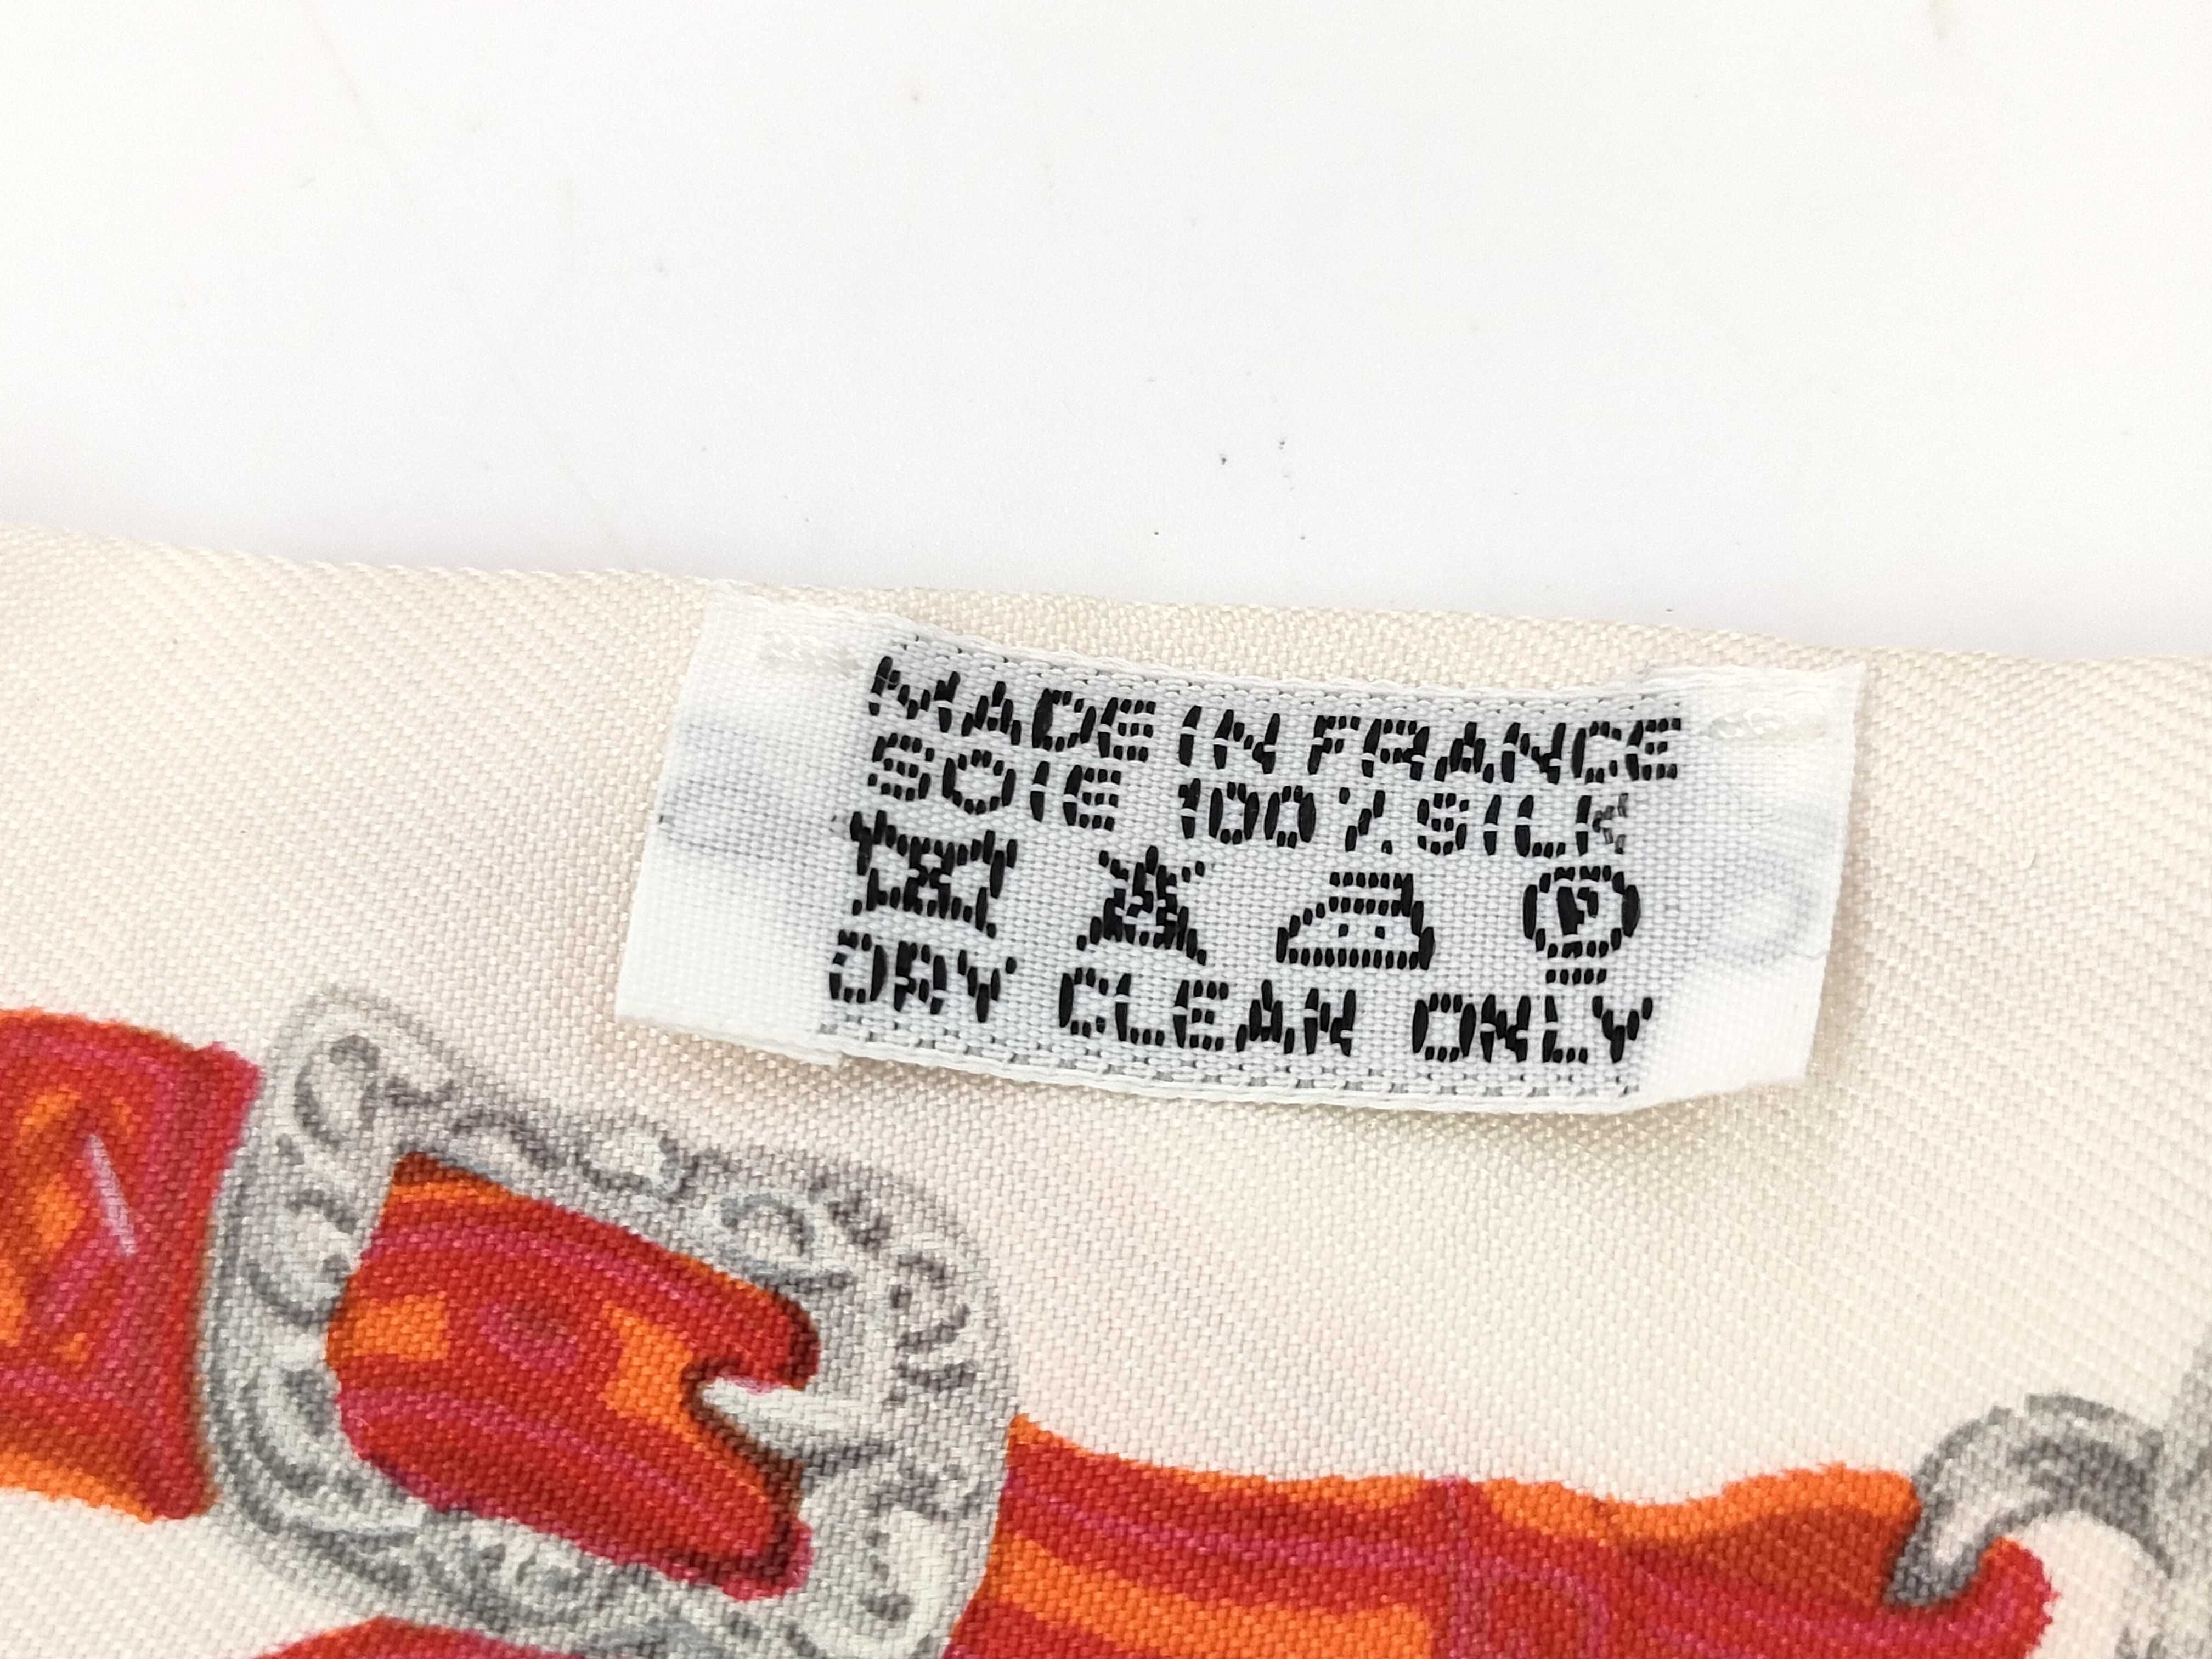 MADE IN FRANCE
SOIE 100% SILK
P
DRY CLEAN ONLY